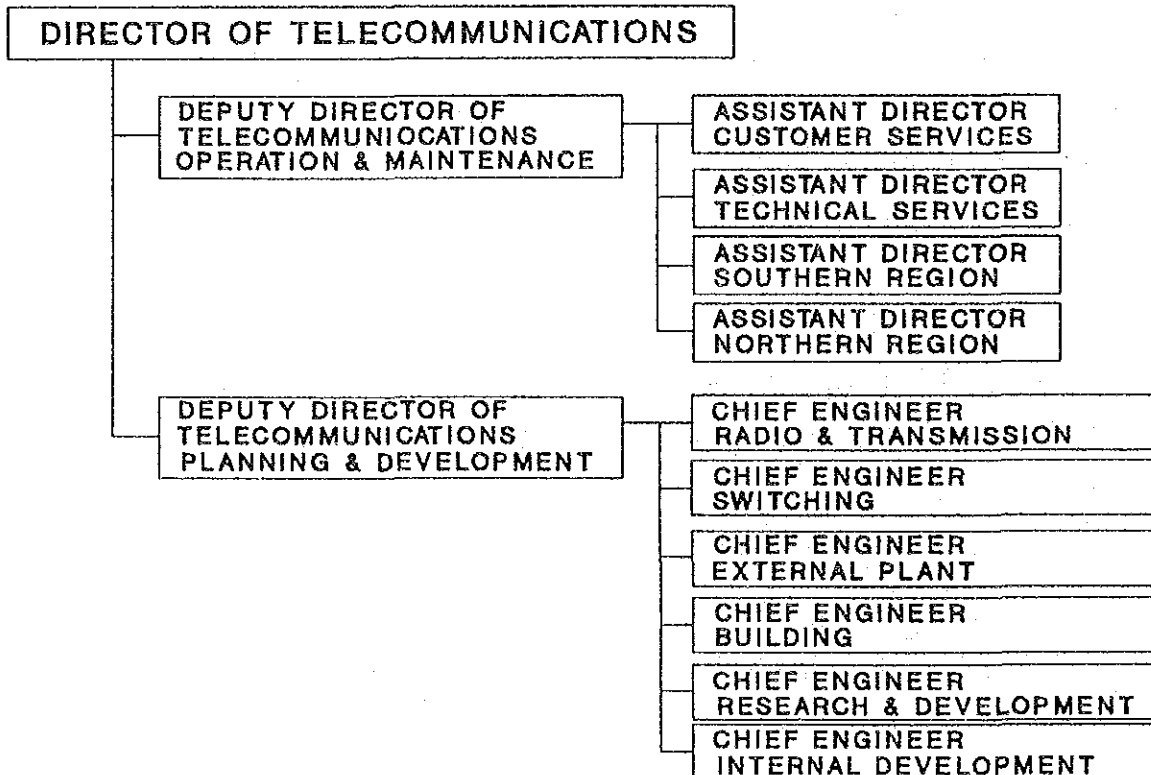 DIRECTOR OF TELECOMMUNICATIONS
DEPUTY DIRECTOR OF
TELECOMMUNIOCATIONS
OPERATION & MAINTENANCE
ASSISTANT DIRECTOR
CUSTOMER SERVICES
ASSISTANT DIRECTOR
TECHNICAL SERVICES
ASSISTANT DIRECTOR
SOUTHERN REGION
ASSISTANT DIRECTOR
NORTHERN REGION
DEPUTY DIRECTOR OF
TELECOMMUNICATIONS
PLANNING & DEVELOPMENT
CHIEF ENGINEER
RADIO & TRANSMISSION
CHIEF ENGINEER
SWITCHING
CHIEF ENGINEER
EXTERNAL PLANT
CHIEF ENGINEER
BUILDING
CHIEF ENGINEER
RESEARCH & DEVELOPMENT
CHIEF ENGINEER
INTERNAL DEVELOPMENT